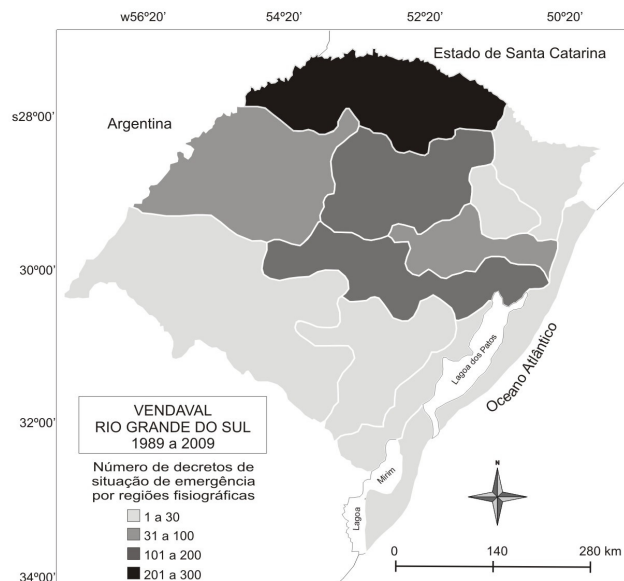 w56º20'
54º20'
52º20'
50º20'
Estado de Santa Catarina
s28º00'
Argentina
30º00'
Lagoa dos Patos
Oceano Atlântico
32º00'
VENDAVAL
RIO GRANDE DO SUL
1989 a 2009
Número de decretos de
situação de emergência
por regiões fisiográficas
1 a 30
31 a 100
101 a 200
201 a 300
Mirim
Lagoa
N
0
140
280 km
34º00'